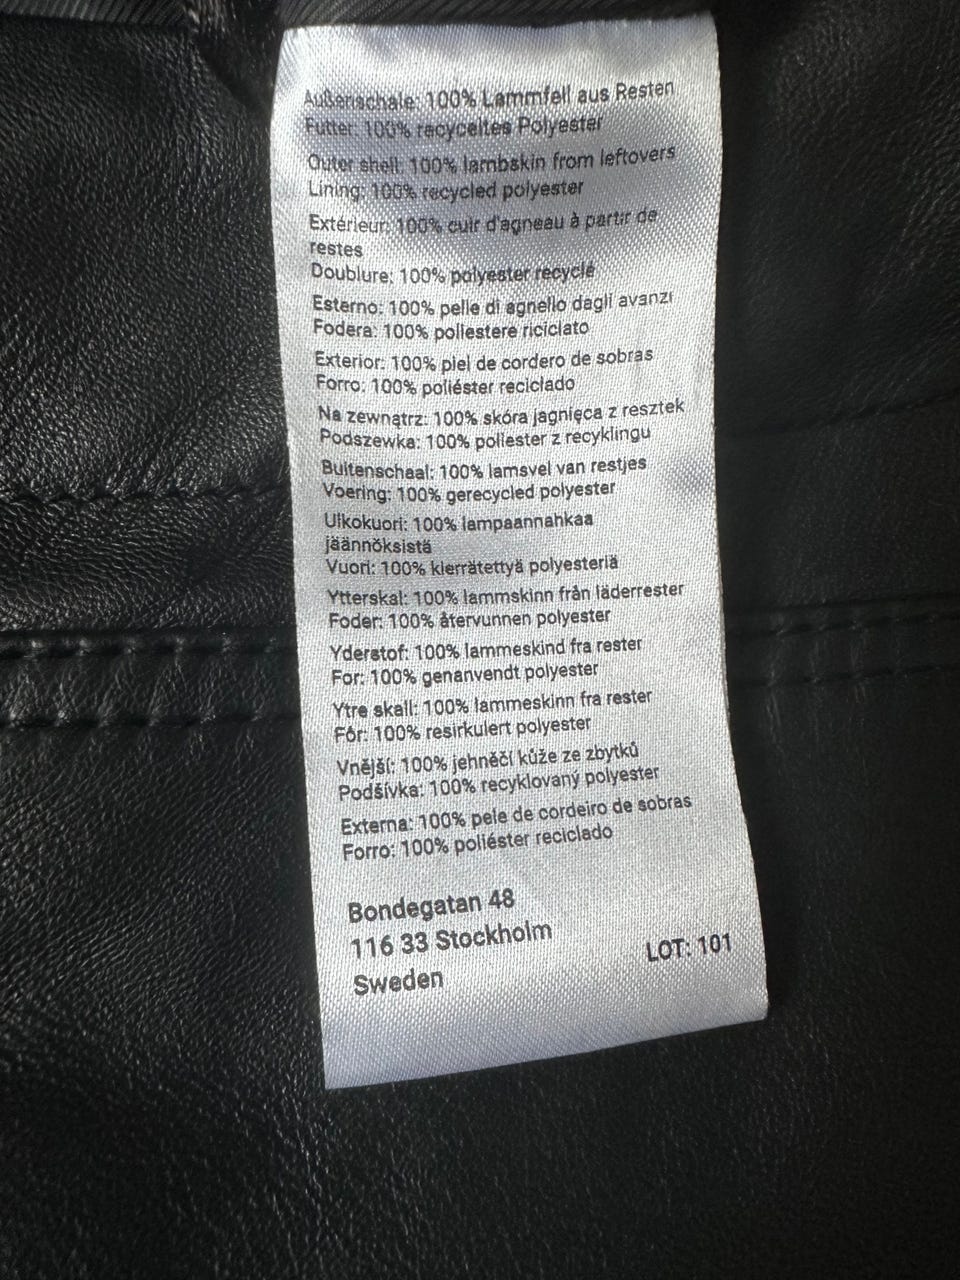 Außenschale: 100% Lammfell aus Resten
Futter: 100% recyceltes Polyester
Outer shell: 100% lambskin from leftovers
Lining: 100% recycled polyester
Extérieur: 100% cuir d'agneau à partir de
restes
Doublure: 100% polyester recyclé
Esterno: 100% pelle di agnello dagli avanzi
Fodera: 100% poliestere riciclato
Exterior: 100% piel de cordero de sobras
Forro: 100% poliéster reciclado
Na zewnątrz: 100% skóra jagnięca z resztek
Podszewka: 100% poliester z recyklingu
Buitenschaal: 100% lamsvel van restjes
Voering: 100% gerecycled polyester
Ulkokuori: 100% lampaannahkaa
jäännöksistä
Vuori: 100% kierrätettyä polyesteriä
Ytterskal: 100% lammskinn från läderrester
Foder: 100% återvunnen polyester
Yderstof: 100% lammeskind fra rester
For: 100% genanvendt polyester
Ytre skall: 100% lammeskinn fra rester
Fôr: 100% resirkulert polyester
Vnější: 100% jehněčí kůže ze zbytků
Podšívka: 100% recyklovaný polyester
Externa: 100% pele de cordeiro de sobras
Forro: 100% poliéster reciclado
Bondegatan 48
116 33 Stockholm
Sweden
LOT: 101